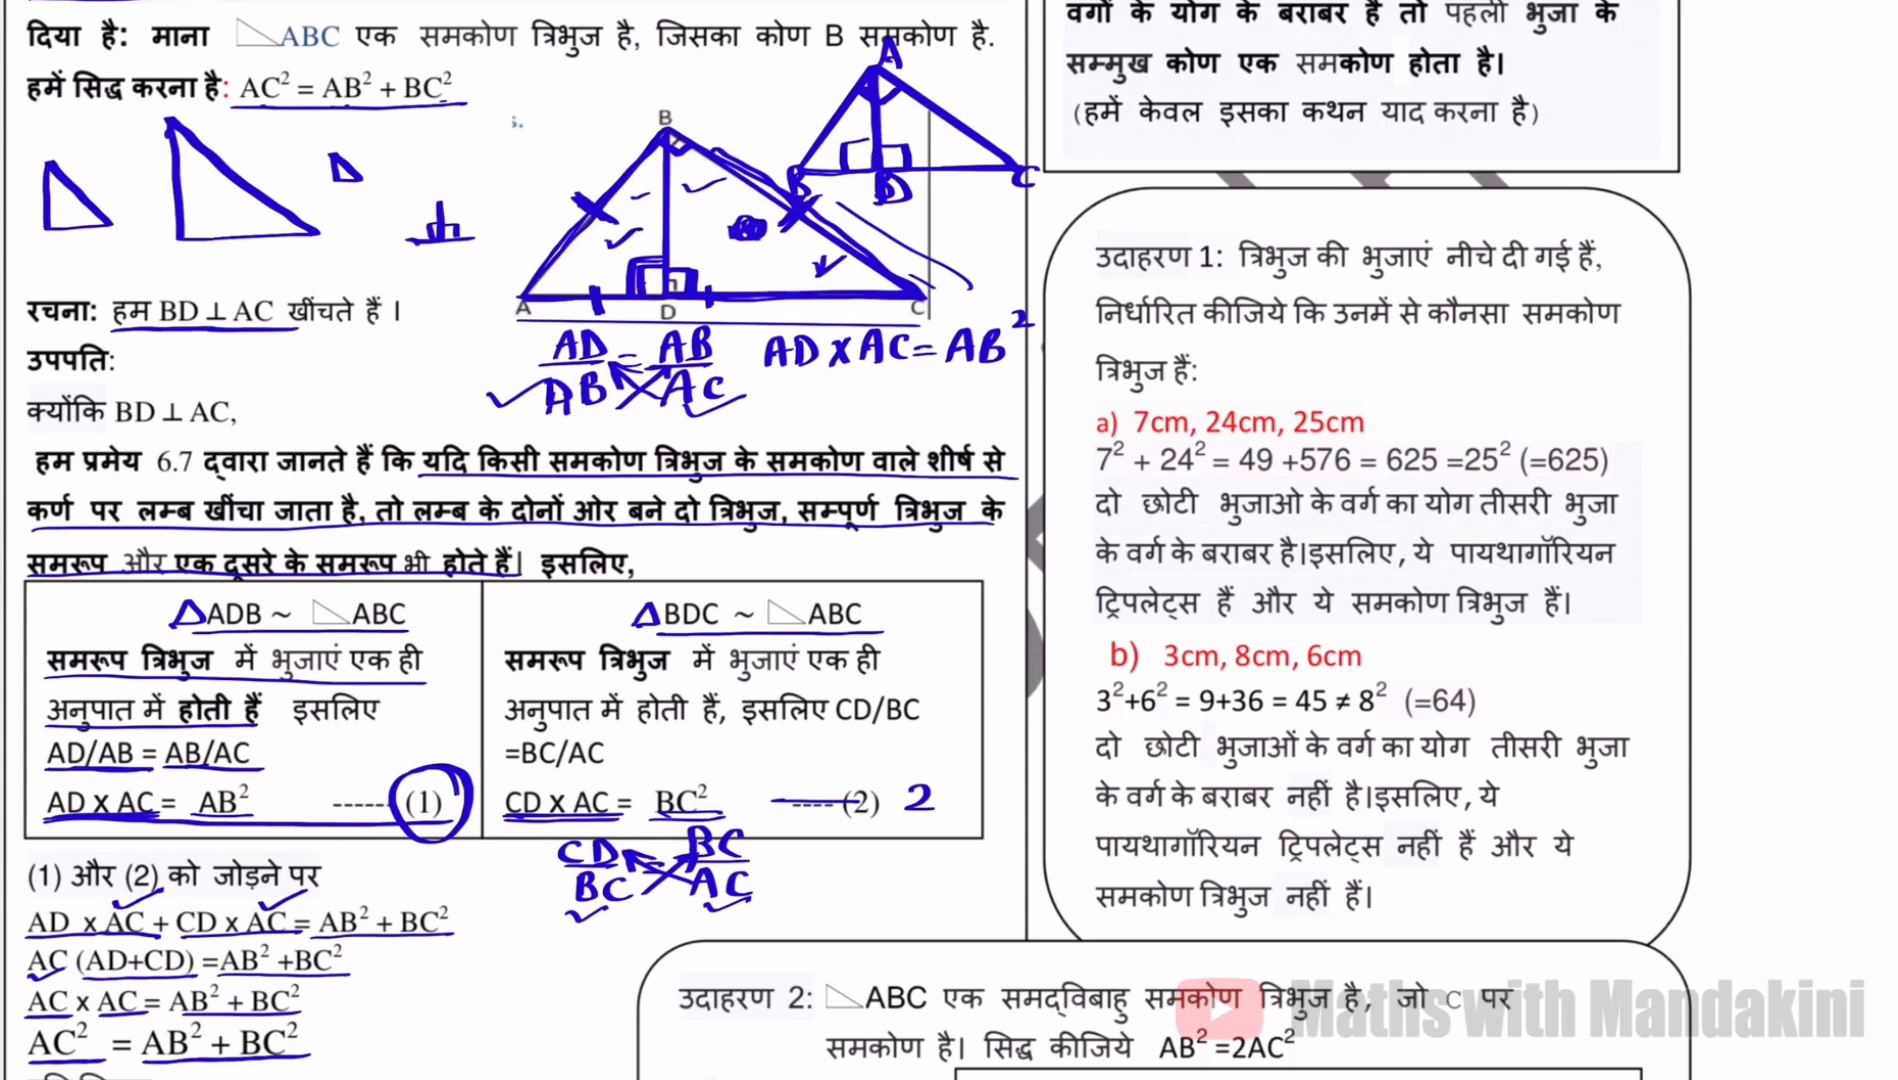 दिया है: माना ABC एक समकोण त्रिभुज है, जिसका कोण B समकोण है.
हमें सिद्ध करना है: AC² = AB² + BC²
s.
B
A
D
C
A
B
D
C
रचना: हम BD ⊥ AC खींचते हैं ।
उपपति:
क्योंकि BD ⊥ AC,
AD/AB = AB/AC
AD X AC = AB²
हम प्रमेय 6.7 द्वारा जानते हैं कि यदि किसी समकोण त्रिभुज के समकोण वाले शीर्ष से
कर्ण पर लम्ब खींचा जाता है, तो लम्ब के दोनों ओर बने दो त्रिभुज, सम्पूर्ण त्रिभुज के
समरूप और एक दूसरे के समरूप भी होते हैं| इसलिए,
ΔADB ~ ABC
समरूप त्रिभुज में भुजाएं एक ही
अनुपात में होती हैं इसलिए
AD/AB = AB/AC
AD X AC = AB² ------(1)
ΔBDC ~ ABC
समरूप त्रिभुज में भुजाएं एक ही
अनुपात में होती हैं, इसलिए CD/BC
=BC/AC
CD X AC = BC² ----(2) 2
CD/BC = BC/AC
(1) और (2) को जोड़ने पर
AD x AC + CD x AC = AB² + BC²
AC (AD+CD) =AB² +BC²
AC x AC = AB² + BC²
AC² = AB² + BC²
वर्गों के योग के बराबर है तो पहली भुजा के
सम्मुख कोण एक समकोण होता है।
(हमें केवल इसका कथन याद करना है)
उदाहरण 1: त्रिभुज की भुजाएं नीचे दी गई हैं,
निर्धारित कीजिये कि उनमें से कौनसा समकोण
त्रिभुज हैं:
a) 7cm, 24cm, 25cm
7² + 24² = 49 +576 = 625 =25² (=625)
दो छोटी भुजाओ के वर्ग का योग तीसरी भुजा
के वर्ग के बराबर है।इसलिए, ये पायथागॉरियन
ट्रिपलेट्स हैं और ये समकोण त्रिभुज हैं।
b) 3cm, 8cm, 6cm
3²+6² = 9+36 = 45 ≠ 8² (=64)
दो छोटी भुजाओं के वर्ग का योग तीसरी भुजा
के वर्ग के बराबर नहीं है।इसलिए, ये
पायथागॉरियन ट्रिपलेट्स नहीं हैं और ये
समकोण त्रिभुज नहीं हैं।
उदाहरण 2: ABC एक समद्विबाहु समकोण त्रिभुज है, जो C पर
समकोण है। सिद्ध कीजिये AB² =2AC²
Maths with Mandakini